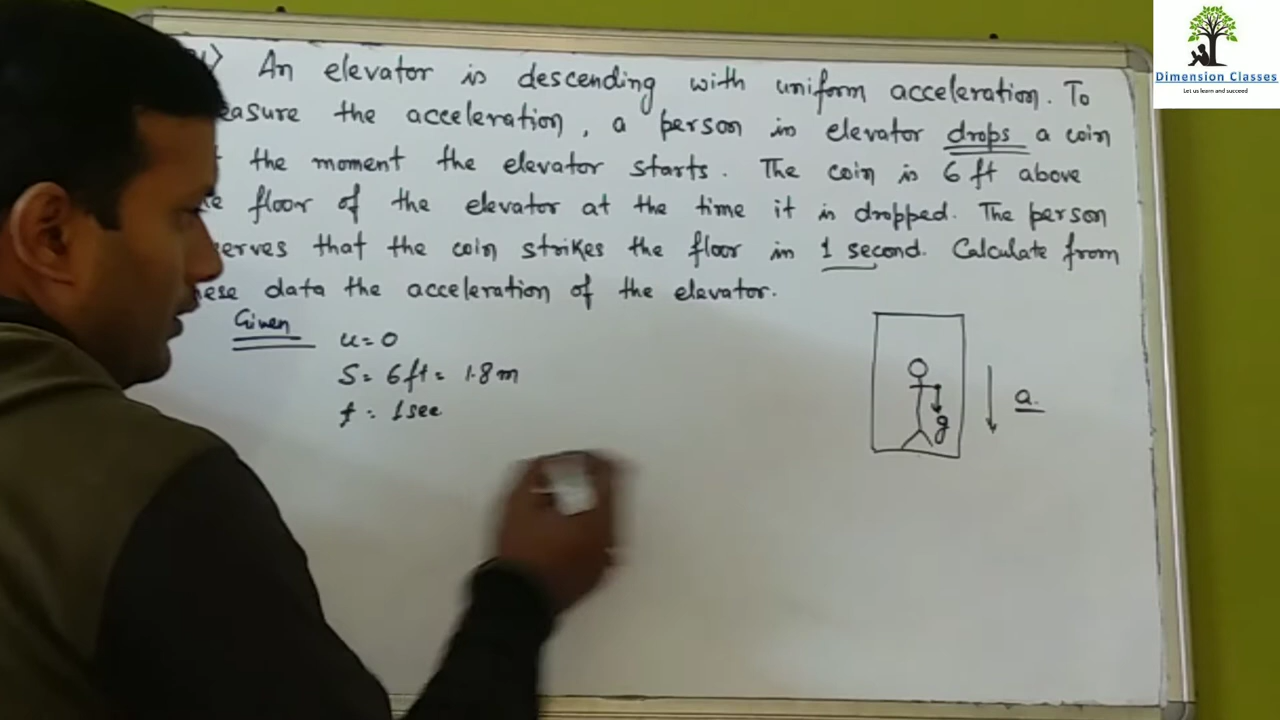 An elevator is descending with uniform acceleration. To
easure the acceleration, a person in elevator drops a coin
the moment the elevator starts. The coin is 6 ft above
floor of the elevator at the time it is dropped. The person
erves that the coin strikes the floor in 1 second. Calculate from
hese data the acceleration of the elevator.
Given
u= 0
S= 6ft = 1.8m
t = 1sec
g
a.
Dimension Classes
Let us learn and succeed